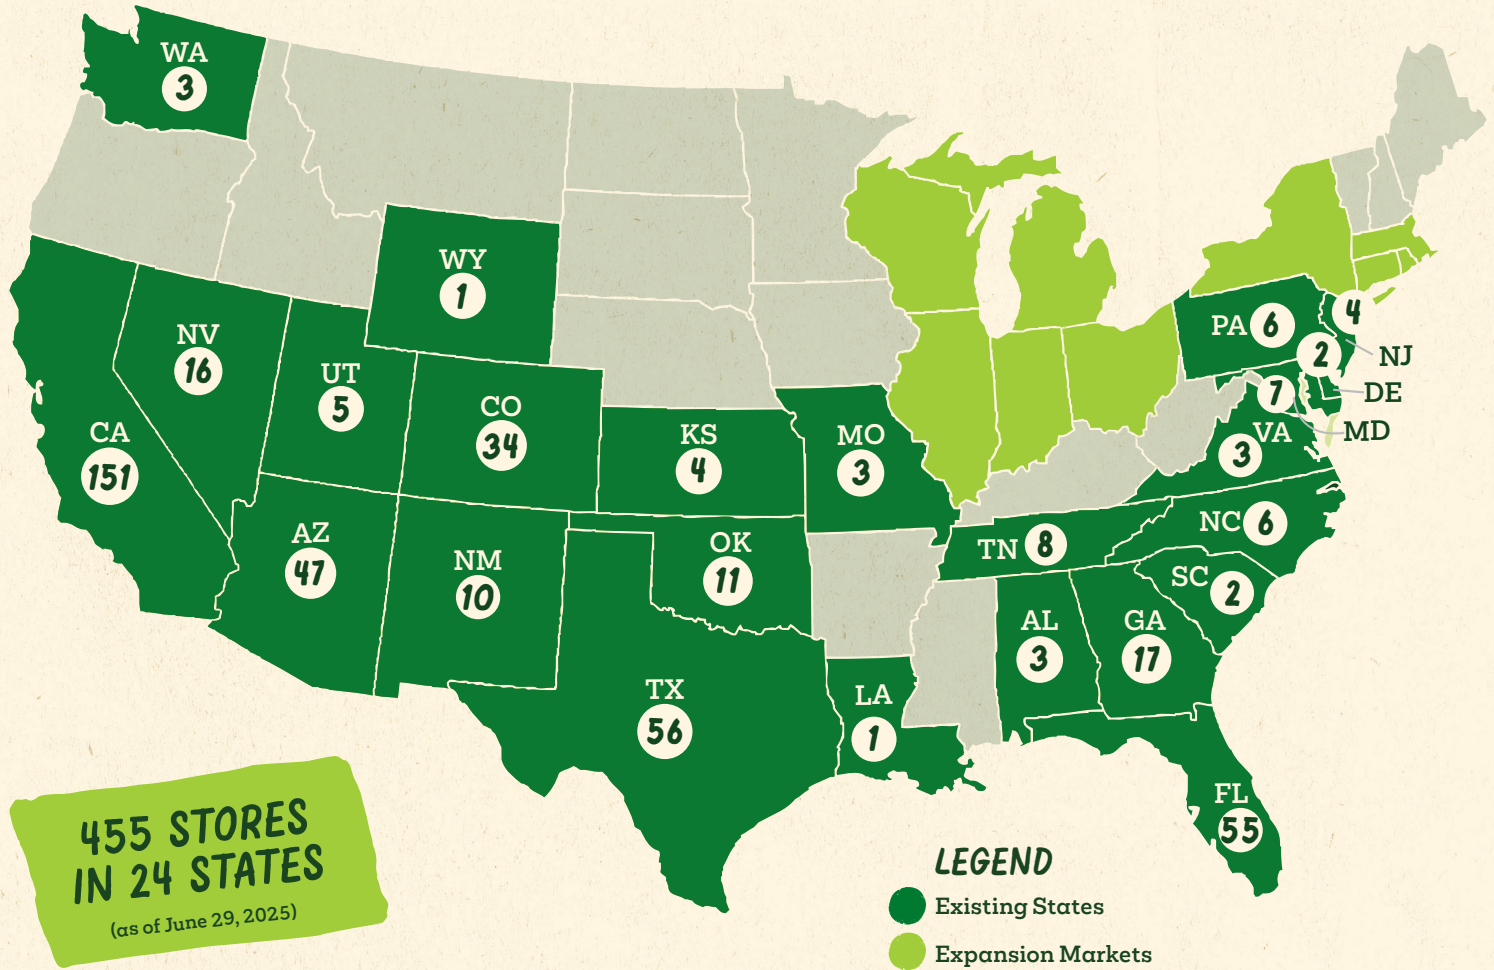 WA
3
WY
1
NV
16
UT
5
CO
34
CA
151
KS
4
MO
3
PA 6
4
2
NJ
DE
7
MD
VA
3
AZ
47
NM
10
OK
11
TN 8
NC 6
SC
2
AL
3
GA
17
TX
56
LA
1
FL
55
455 STORES
IN 24 STATES
(as of June 29, 2025)
LEGEND
Existing States
Expansion Markets